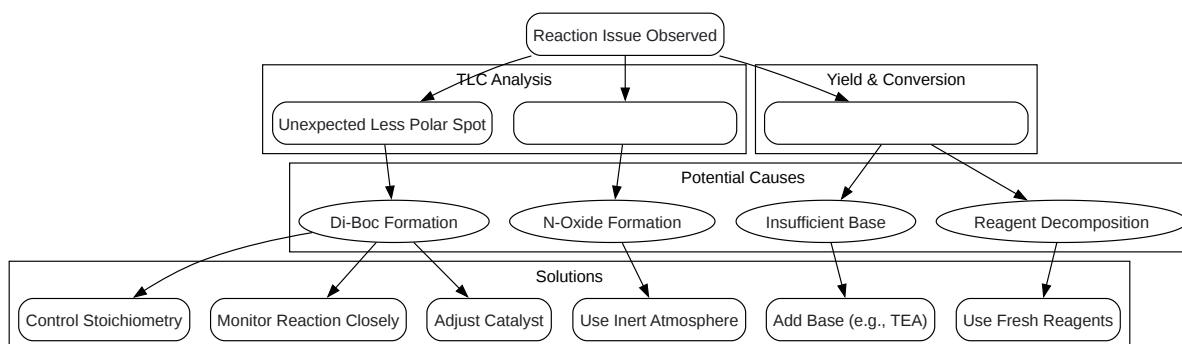 Reaction Issue Observed
TLC Analysis
Yield & Conversion
Unexpected Less Polar Spot
Potential Causes
Di-Boc Formation
N-Oxide Formation
Insufficient Base
Reagent Decomposition
Solutions
Control Stoichiometry
Monitor Reaction Closely
Adjust Catalyst
Use Inert Atmosphere
Add Base (e.g., TEA)
Use Fresh Reagents